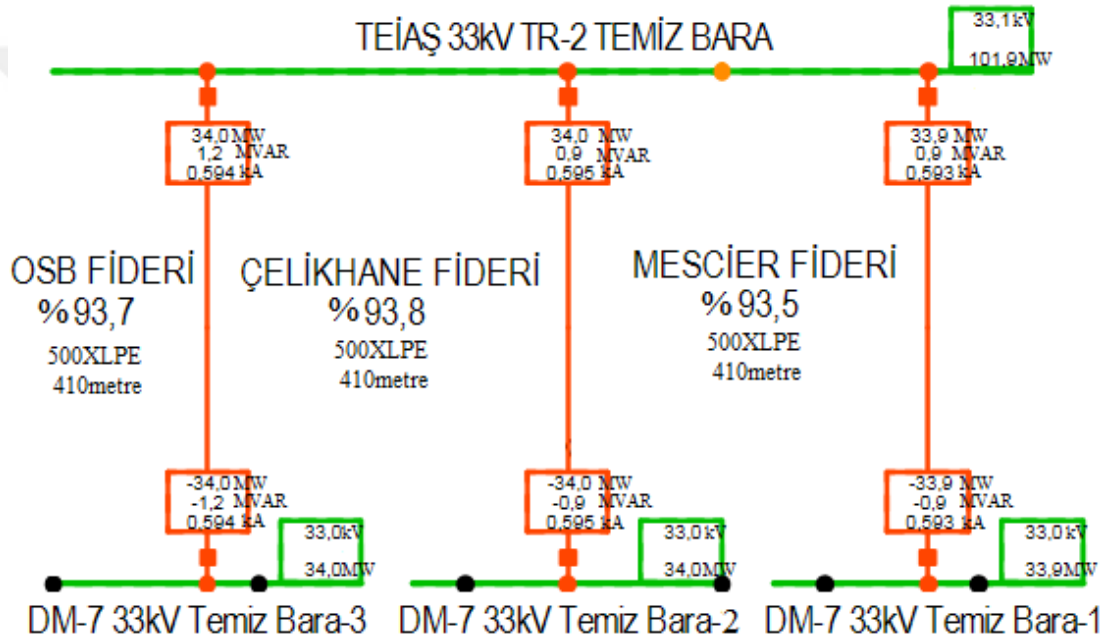 TEİAŞ 33kV TR-2 TEMİZ BARA
33,1kV
101,9MW
34,0 MW
1,2 MVAR
0,594 kA
34,0 MW
0,9 MVAR
0,595 kA
33,9 MW
0,9 MVAR
0,593 kA
OSB FİDERİ
%93,7
500XLPE
410metre
ÇELİKHANE FİDERİ
%93,8
500XLPE
410metre
MESCİER FİDERİ
%93,5
500XLPE
410metre
-34,0 MW
-1,2 MVAR
0,594 kA
33,0kV
34,0MW
-34,0 MW
-0,9 MVAR
0,595 kA
33,0 kV
34,0MW
-33,9 MW
-0,9 MVAR
0,593 kA
33,0 kV
33,9MW
DM-7 33kV Temiz Bara-3
DM-7 33kV Temiz Bara-2
DM-7 33kV Temiz Bara-1